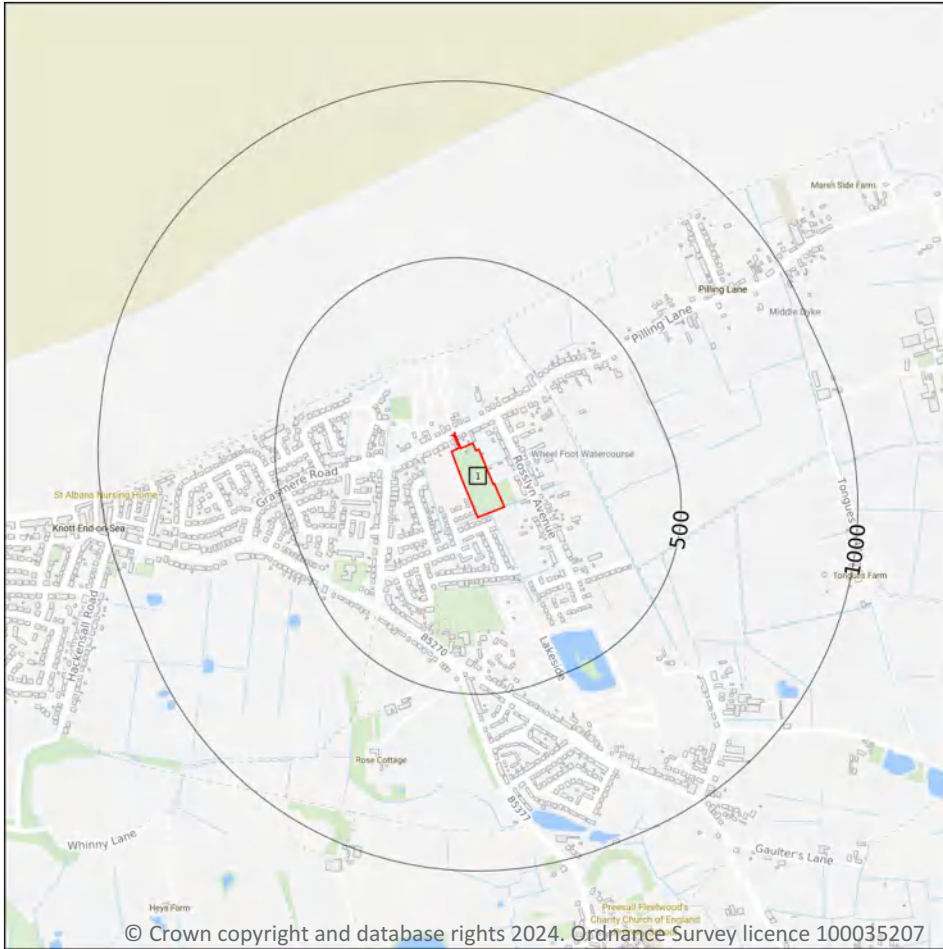 Marsh Side Farm
Pilling Lane
Middle Dyke
Pilling Lane
Grasmere Road
Wheel Foot Watercourse
Rosslyn Avenue
1
St Albans Nursing Home
Knott End-on-Sea
500
1000
Tongues
Tongues Farm
Hackensall Road
B5270
Lakeside
Rose Cottage
B5377
Whinny Lane
Gaulter's Lane
Heys Farm
Preesall Fleetwood's
Charity Church of England
© Crown copyright and database rights 2024. Ordnance Survey licence 100035207